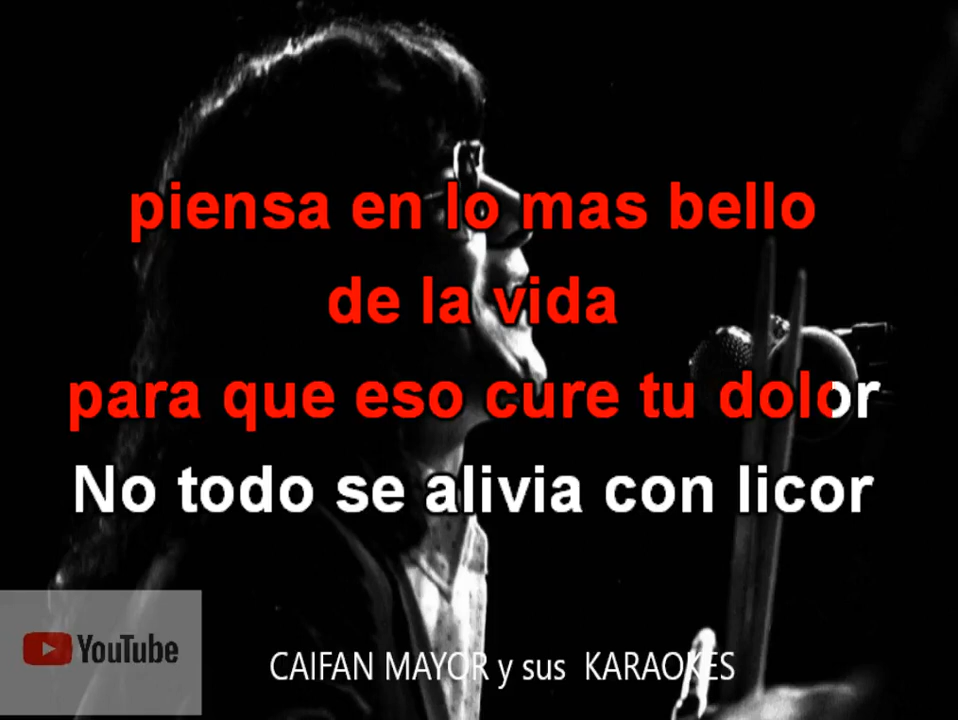 piensa en lo mas bello
de la vida
para que eso cure tu dolor
No todo se alivia con licor
YouTube
CAIFAN MAYOR y sus KARAOKES